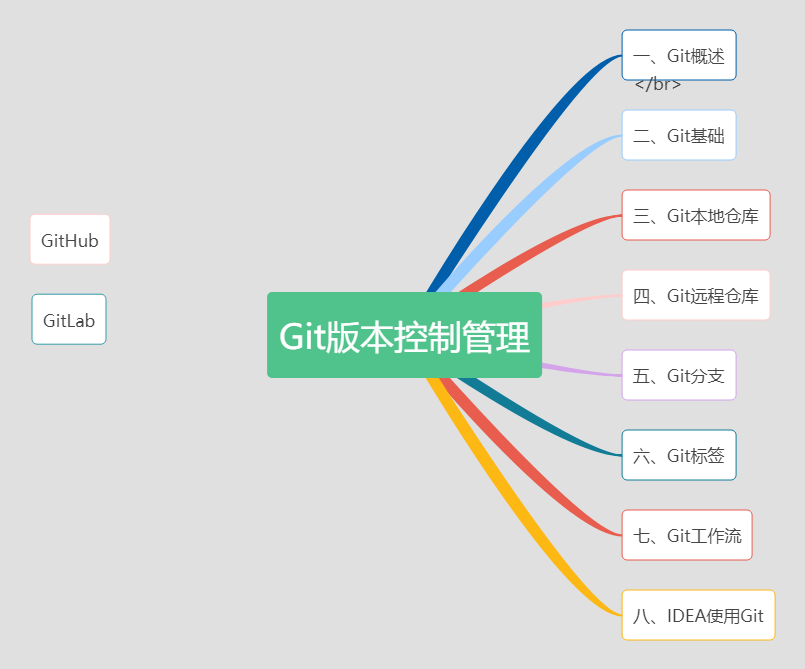 一、Git概述
</br>
二、Git基础
三、Git本地仓库
GitHub
四、Git远程仓库
GitLab
Git版本控制管理
五、Git分支
六、Git标签
七、Git工作流
八、IDEA使用Git